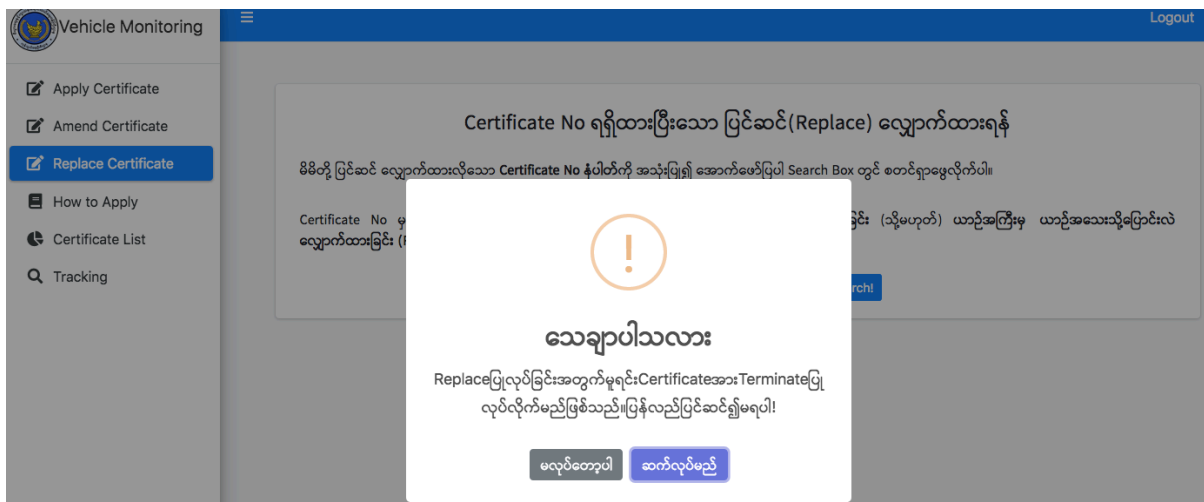 Vehicle Monitoring
Logout
Apply Certificate
Amend Certificate
Replace Certificate
How to Apply
Certificate List
Tracking
Certificate No ရရှိထားပြီးသော ပြင်ဆင်(Replace) လျှောက်ထားရန်
မိမိတို့ ပြင်ဆင် လျှောက်ထားလိုသော Certificate No နံပါတ်ကို အသုံးပြု၍ အောက်ဖော်ပြပါ Search Box တွင် စတင်ရှာဖွေလိုက်ပါ။
Certificate No (သို့မဟုတ်) ယာဉ်အကြီးမှ ယာဉ်အသေးသို့ပြောင်းလဲ
လျှောက်ထားခြင်း
rch!
သေချာပါသလား
Replaceပြုလုပ်ခြင်းအတွက်မူရင်းCertificateအားTerminateပြု
လုပ်လိုက်မည်ဖြစ်သည်။ပြန်လည်ပြင်ဆင်၍မရပါ!
မလုပ်တော့ပါ
ဆက်လုပ်မည်